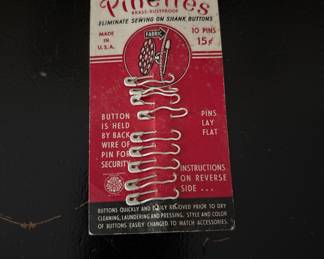 Pinettes
BRASS-RUSTPROOF
ELIMINATE SEWING ON SHANK BUTTONS
MADE
IN
U.S.A.
FABRIC
10 PINS
15¢
BUTTON
IS HELD
BY BACK
WIRE OF
PIN FOR
SECURITY
PINS
LAY
FLAT
INSTRUCTIONS
ON REVERSE
SIDE ...
BUTTONS QUICKLY AND EASILY REMOVED PRIOR TO DRY
CLEANING, LAUNDERING AND PRESSING. STYLE AND COLOR
OF BUTTONS EASILY CHANGED TO MATCH ACCESSORIES.